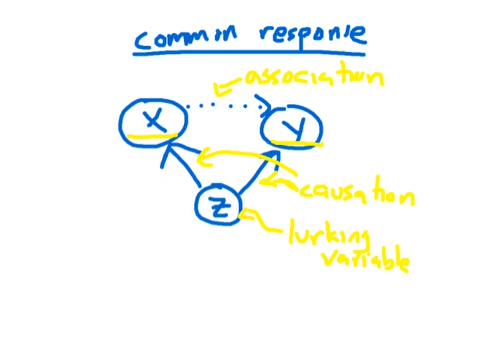 common response
association
X
Y
causation
Z
lurking
variable